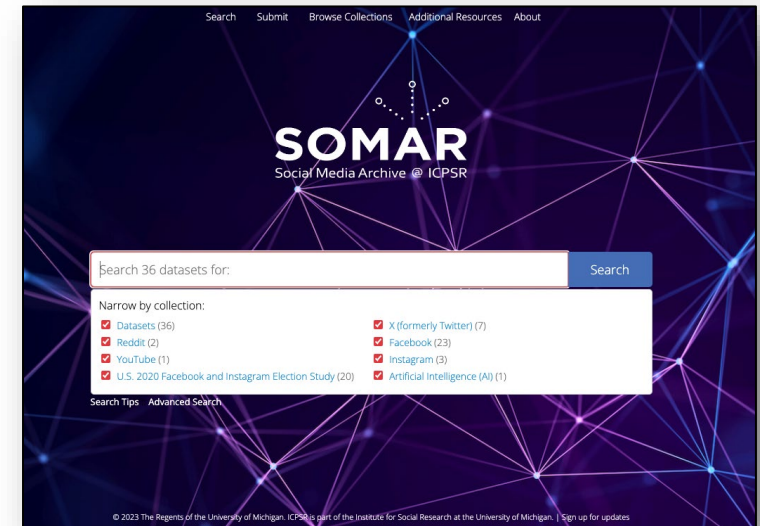 Search Submit Browse Collections Additional Resources About
SOMAR
Social Media Archive @ ICPSR
Search 36 datasets for:
Search
Narrow by collection:
Datasets (36)
X (formerly Twitter) (7)
Reddit (2)
Facebook (23)
YouTube (1)
Instagram (3)
U.S. 2020 Facebook and Instagram Election Study (20)
Artificial Intelligence (AI) (1)
Search Tips Advanced Search
© 2023 The Regents of the University of Michigan. ICPSR is part of the Institute for Social Research at the University of Michigan. | Sign up for updates